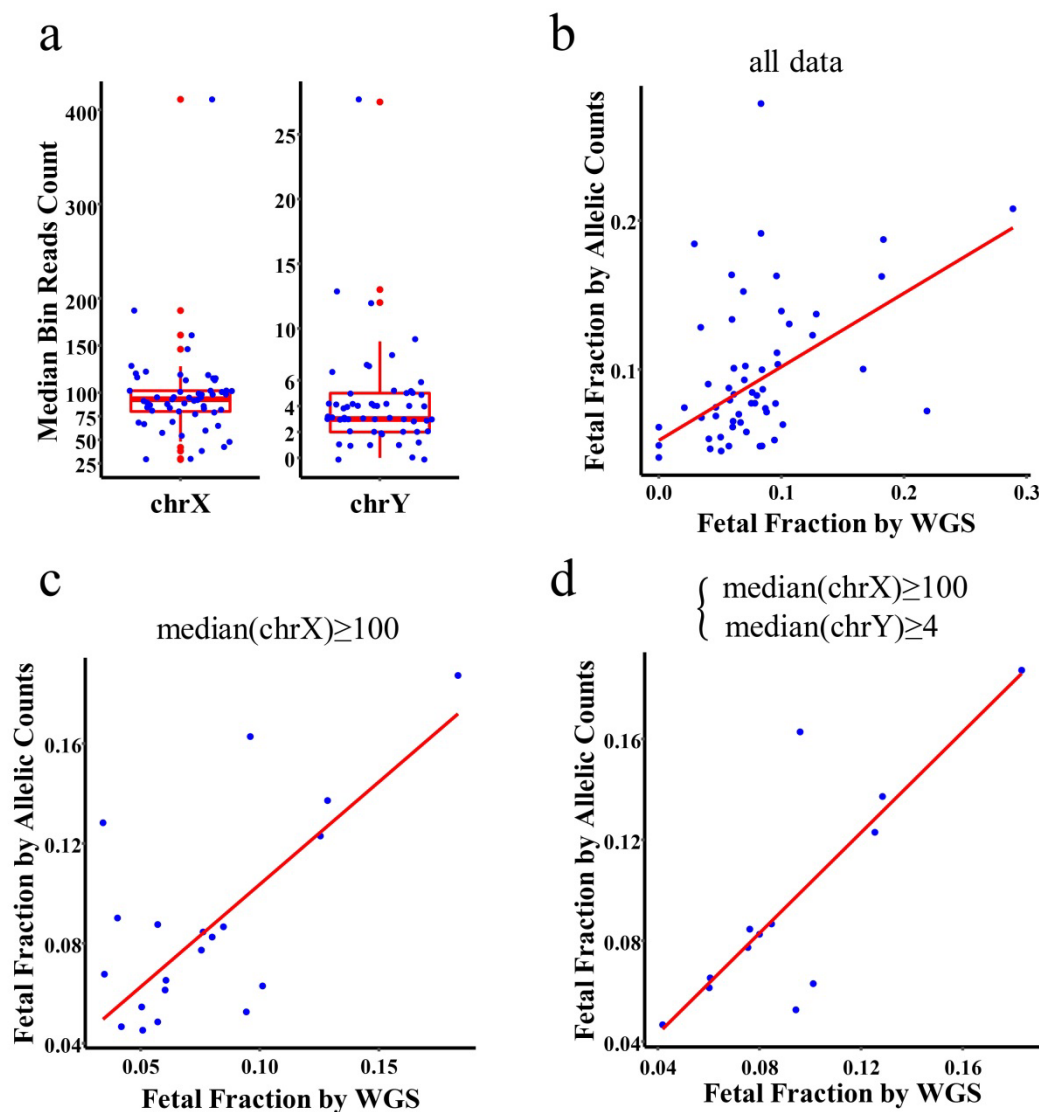 a
Median Bin Reads Count
400
300
200
150
100
75
50
25
chrX
25
20
15
10
8
6
4
2
0
chrY
b
all data
Fetal Fraction by Allelic Counts
0.2
0.1
0.0
0.1
0.2
0.3
Fetal Fraction by WGS
c
median(chrX)≥100
Fetal Fraction by Allelic Counts
0.16
0.12
0.08
0.04
0.05
0.10
0.15
Fetal Fraction by WGS
d
{ median(chrX)≥100
median(chrY)≥4
Fetal Fraction by Allelic Counts
0.16
0.12
0.08
0.04
0.04
0.08
0.12
0.16
Fetal Fraction by WGS